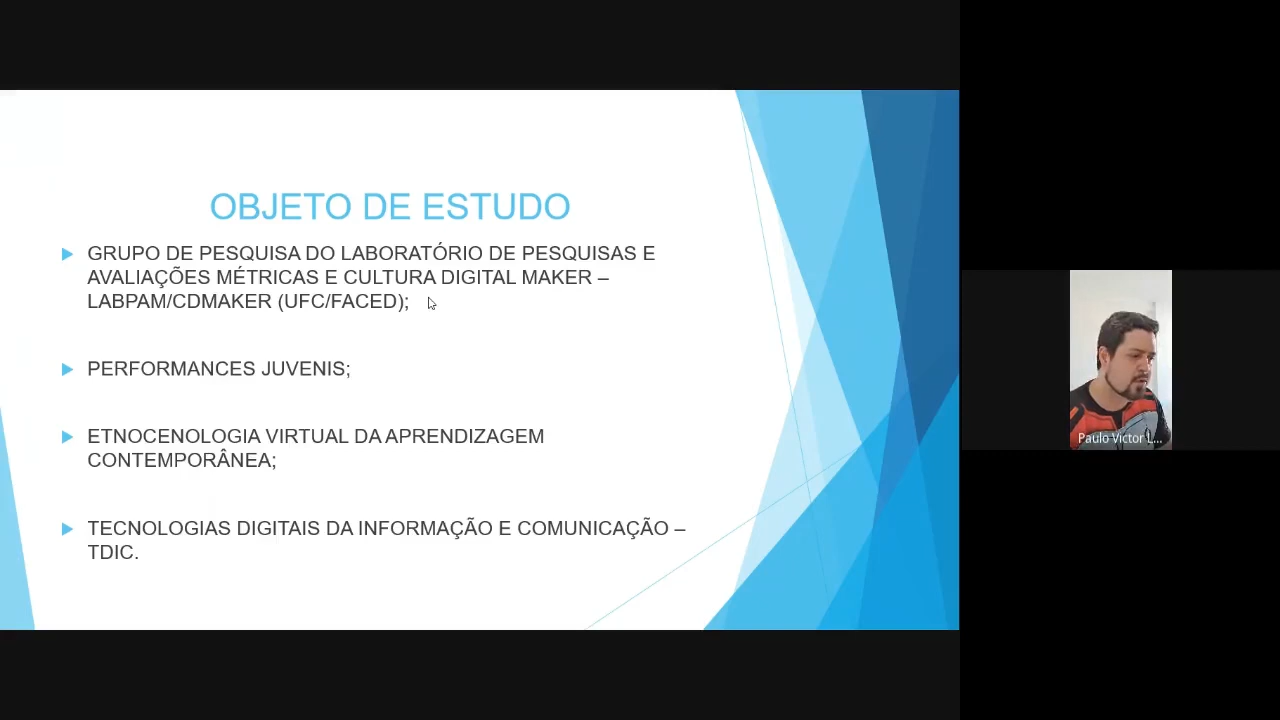 OBJETO DE ESTUDO
GRUPO DE PESQUISA DO LABORATÓRIO DE PESQUISAS E
AVALIAÇÕES MÉTRICAS E CULTURA DIGITAL MAKER –
LABPAM/CDMAKER (UFC/FACED);
PERFORMANCES JUVENIS;
ETNOCENOLOGIA VIRTUAL DA APRENDIZAGEM
CONTEMPORÂNEA;
TECNOLOGIAS DIGITAIS DA INFORMAÇÃO E COMUNICAÇÃO –
TDIC.
Paulo Victor L...